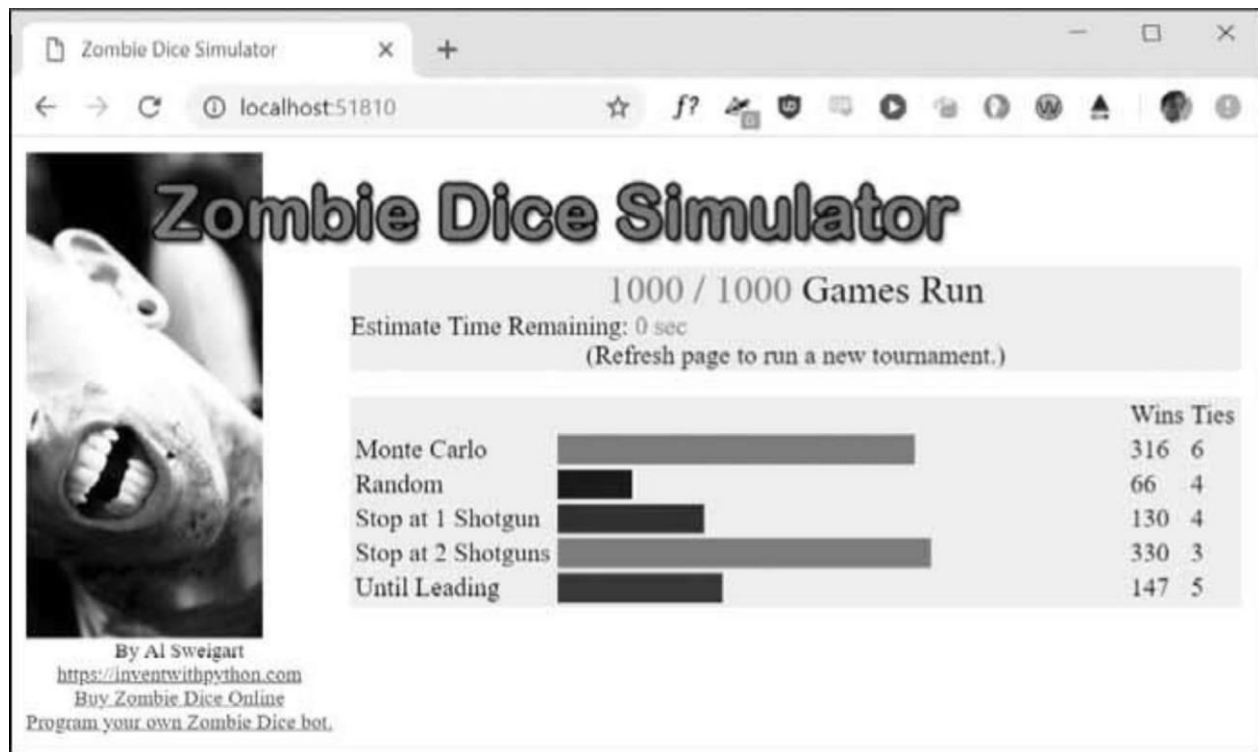 Zombie Dice Simulator
localhost:51810
f?
Zombie Dice Simulator
1000 / 1000 Games Run
Estimate Time Remaining: 0 sec
(Refresh page to run a new tournament.)
Wins Ties
Monte Carlo 316 6
Random 66 4
Stop at 1 Shotgun 130 4
Stop at 2 Shotguns 330 3
Until Leading 147 5
By Al Sweigart
https://inventwithpython.com
Buy Zombie Dice Online
Program your own Zombie Dice bot.